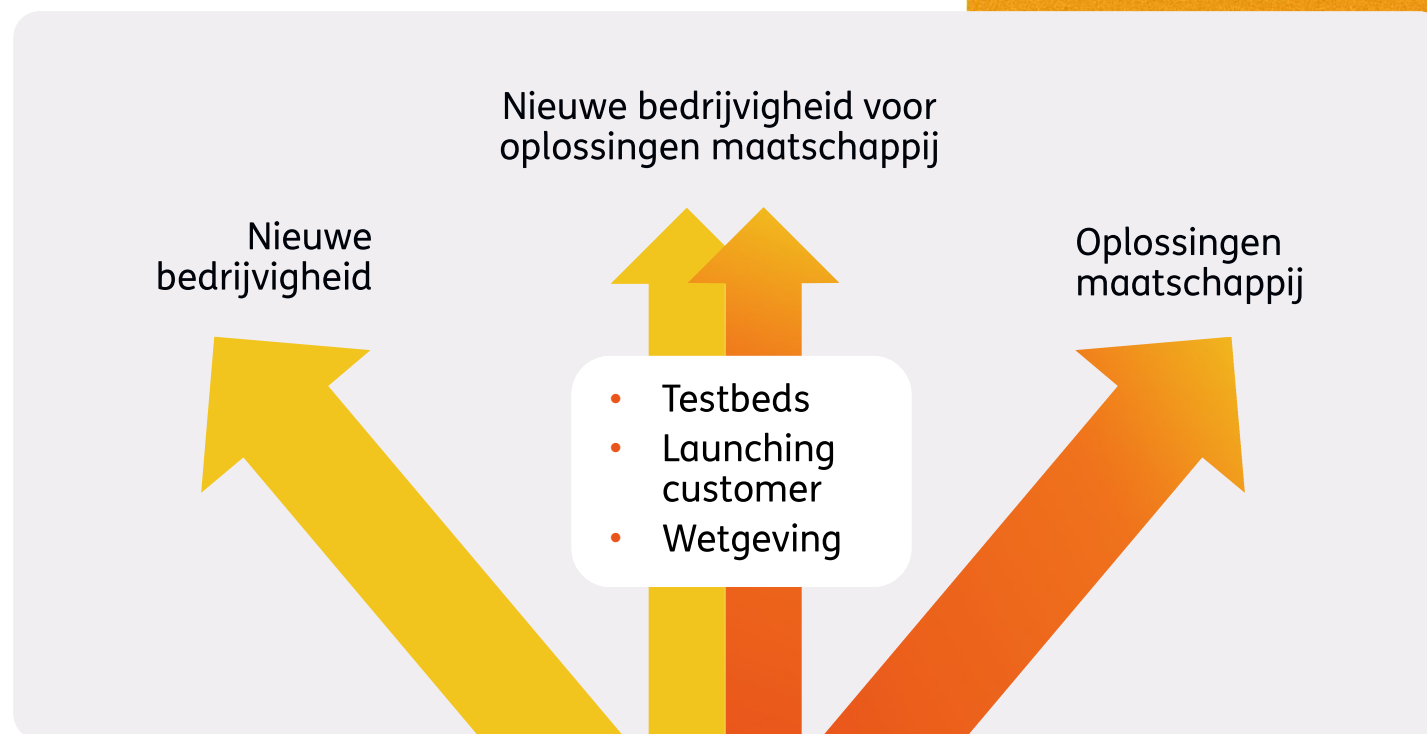 Nieuwe bedrijvigheid voor
oplossingen maatschappij
Nieuwe
bedrijvigheid
Oplossingen
maatschappij
• Testbeds
• Launching
customer
• Wetgeving